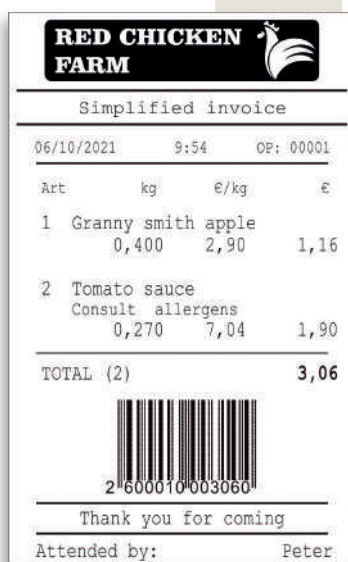 RED CHICKEN
FARM
Simplified invoice
06/10/2021 9:54 OP: 00001
Art kg €/kg €
1 Granny smith apple
0,400 2,90 1,16
2 Tomato sauce
Consult allergens
0,270 7,04 1,90
TOTAL (2) 3,06
2 600010 003060
Thank you for coming
Attended by: Peter